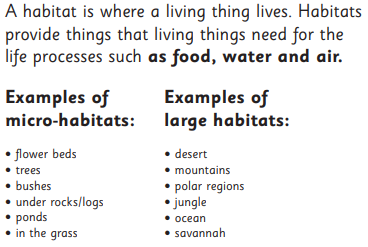 A habitat is where a living thing lives. Habitats
provide things that living things need for the
life processes such as food, water and air.
Examples of
micro-habitats:
• flower beds
• trees
• bushes
• under rocks/logs
• ponds
• in the grass
Examples of
large habitats:
• desert
• mountains
• polar regions
• jungle
• ocean
• savannah